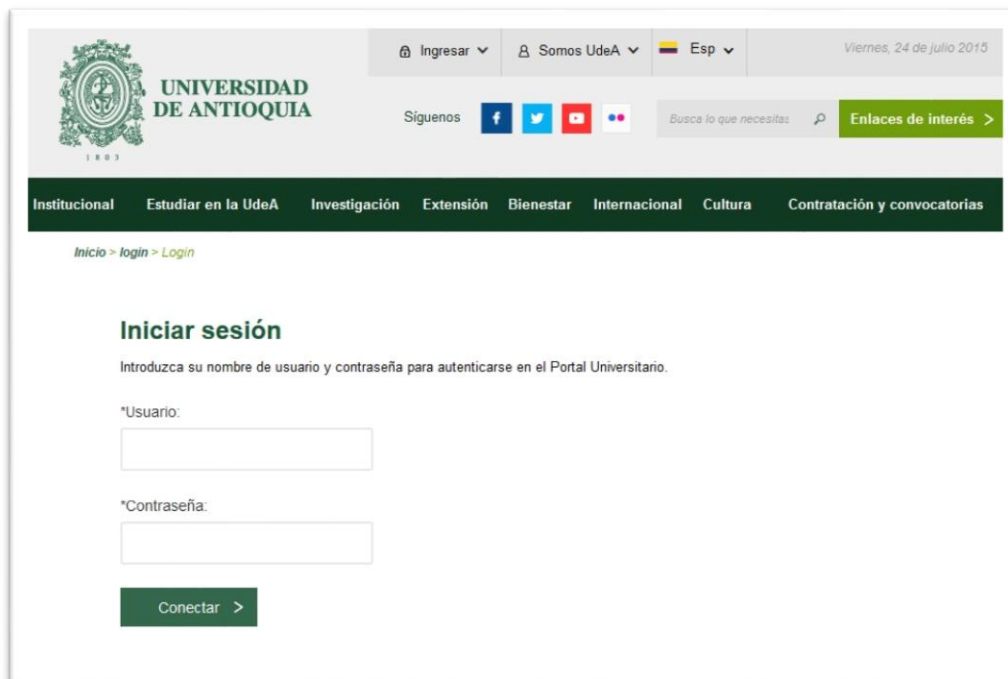 Ingresar Somos UdeA Esp Viernes, 24 de julio 2015
UNIVERSIDAD
DE ANTIOQUIA
1803
Síguenos Busca lo que necesitas Enlaces de interés >
Institucional Estudiar en la UdeA Investigación Extensión Bienestar Internacional Cultura Contratación y convocatorias
Inicio > login > Login
Iniciar sesión
Introduzca su nombre de usuario y contraseña para autenticarse en el Portal Universitario.
*Usuario:
*Contraseña:
Conectar >